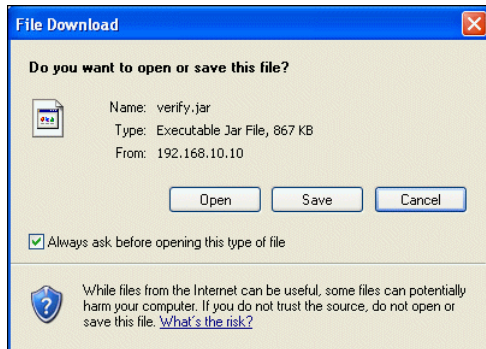 File Download
Do you want to open or save this file?
Name: verify.jar
Type: Executable Jar File, 867 KB
From: 192.168.10.10
Open Save Cancel
Always ask before opening this type of file
While files from the Internet can be useful, some files can potentially
harm your computer. If you do not trust the source, do not open or
save this file. What's the risk?